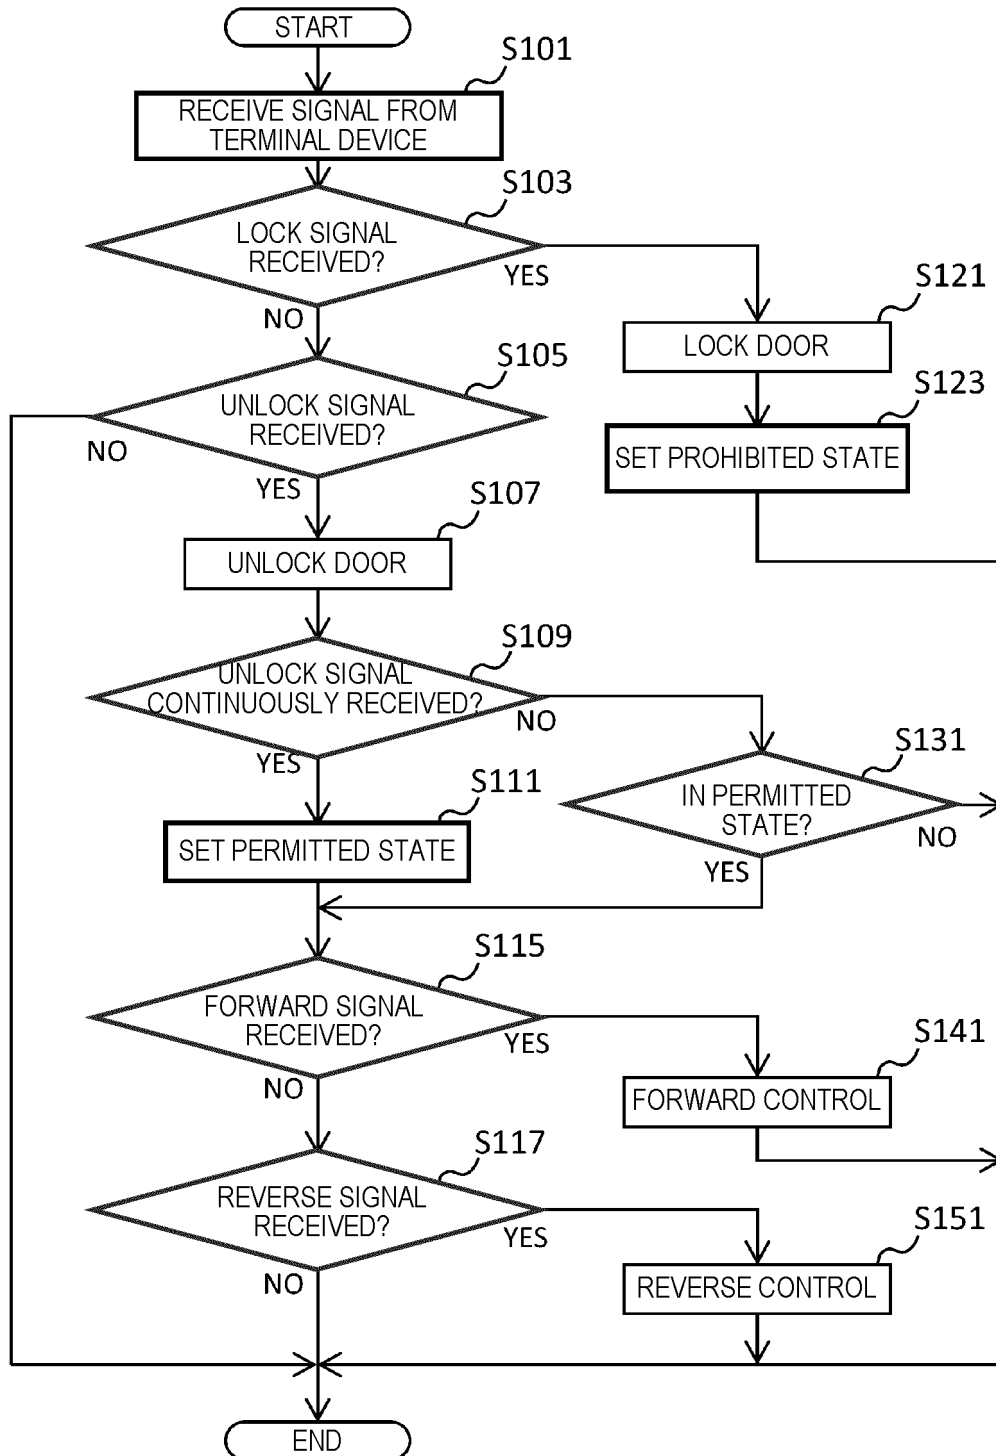 START
S101
RECEIVE SIGNAL FROM
TERMINAL DEVICE
S103
LOCK SIGNAL
RECEIVED?
YES
NO
S121
LOCK DOOR
S105
UNLOCK SIGNAL
RECEIVED?
NO
YES
S123
SET PROHIBITED STATE
S107
UNLOCK DOOR
S109
UNLOCK SIGNAL
CONTINUOUSLY RECEIVED?
NO
YES
S131
IN PERMITTED
STATE?
NO
YES
S111
SET PERMITTED STATE
S115
FORWARD SIGNAL
RECEIVED?
YES
NO
S141
FORWARD CONTROL
S117
REVERSE SIGNAL
RECEIVED?
YES
NO
S151
REVERSE CONTROL
END